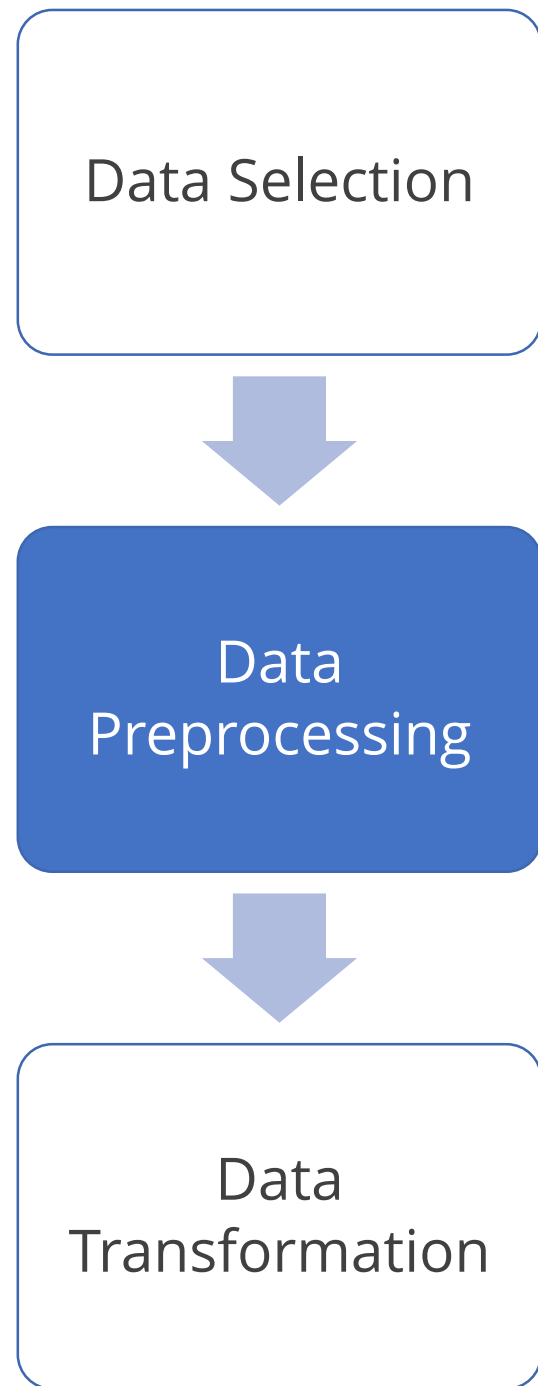 Data Selection
Data
Preprocessing
Data
Transformation